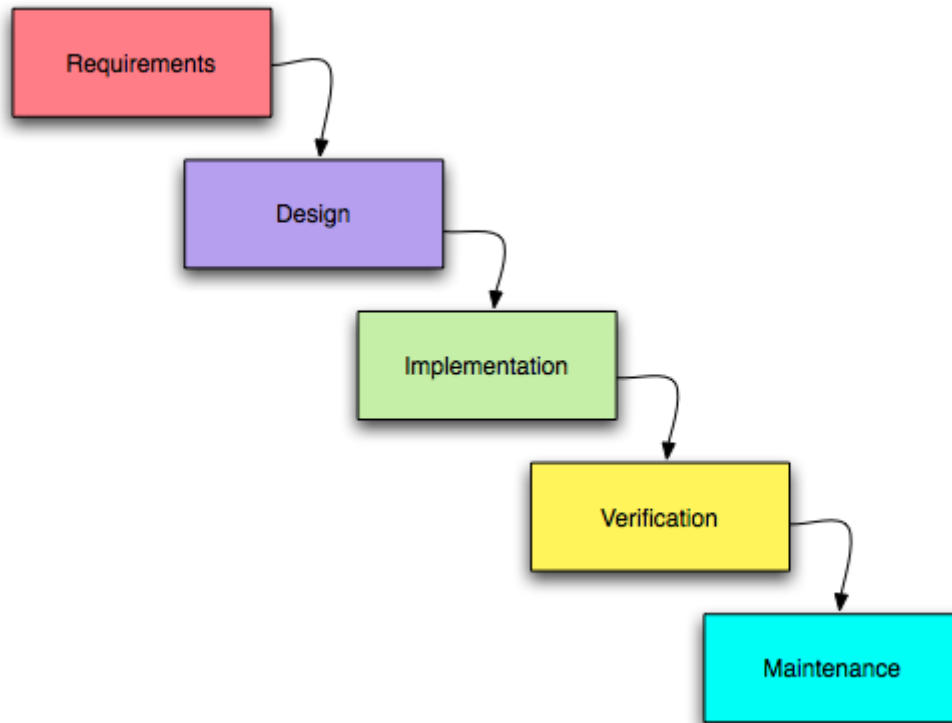 Requirements
Design
Implementation
Verification
Maintenance